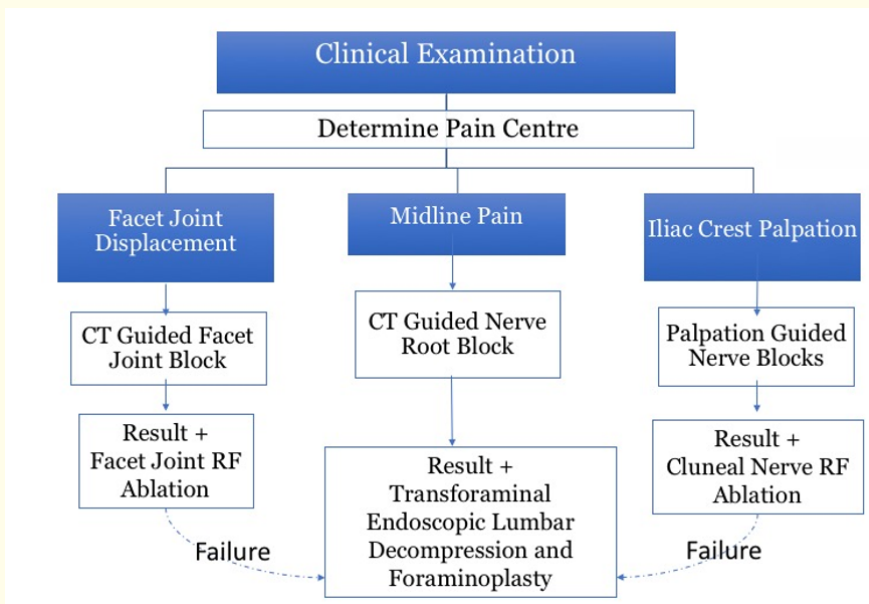 Clinical Examination
Determine Pain Centre
Facet Joint
Displacement
Midline Pain
Iliac Crest Palpation
CT Guided Facet
Joint Block
CT Guided Nerve
Root Block
Palpation Guided
Nerve Blocks
Result +
Facet Joint RF
Ablation
Result +
Transforaminal
Endoscopic Lumbar
Decompression and
Foraminoplasty
Result +
Cluneal Nerve RF
Ablation
Failure
Failure